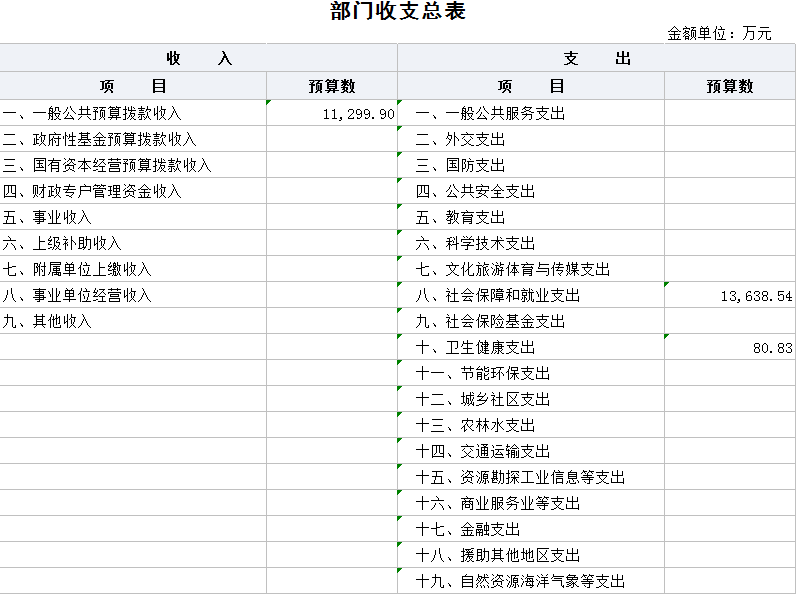 部门收支总表
金额单位：万元
收 入 支 出
项 目 预算数 项 目 预算数
一、一般公共预算拨款收入 11,299.90 一、一般公共服务支出
二、政府性基金预算拨款收入 二、外交支出
三、国有资本经营预算拨款收入 三、国防支出
四、财政专户管理资金收入 四、公共安全支出
五、事业收入 五、教育支出
六、上级补助收入 六、科学技术支出
七、附属单位上缴收入 七、文化旅游体育与传媒支出
八、事业单位经营收入 八、社会保障和就业支出 13,638.54
九、其他收入 九、社会保险基金支出
十、卫生健康支出 80.83
十一、节能环保支出
十二、城乡社区支出
十三、农林水支出
十四、交通运输支出
十五、资源勘探工业信息等支出
十六、商业服务业等支出
十七、金融支出
十八、援助其他地区支出
十九、自然资源海洋气象等支出